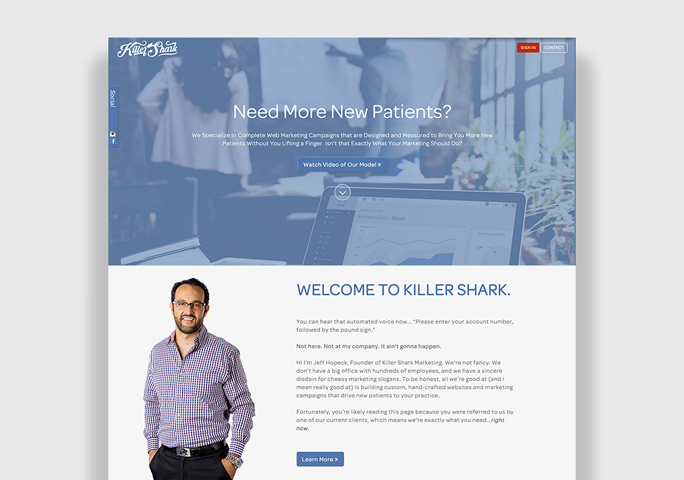 Killer Shark
SIGN IN
CONTACT
Social
Need More New Patients?
We Specialize In Complete Web Marketing Campaigns that are Designed and Measured to Bring You More New
Patients Without You Lifting a Finger. Isn't that Exactly What Your Marketing Should Do?
Watch Video of Our Model »
WELCOME TO KILLER SHARK.
You can hear that automated voice now... "Please enter your account number,
followed by the pound sign."
Not here. Not at my company. It ain't gonna happen.
Hi I'm Jeff Hopeck, Founder of Killer Shark Marketing. We're not fancy. We
don't have a big office with hundreds of employees, and we have a sincere
disdain for cheesy marketing slogans. To be honest, all we're good at (and I
mean really good at) is building custom, hand-crafted websites and marketing
campaigns that drive new patients to your practice.
Fortunately, you're likely reading this page because you were referred to us by
one of our current clients, which means we're exactly what you need...right
now.
Learn More »